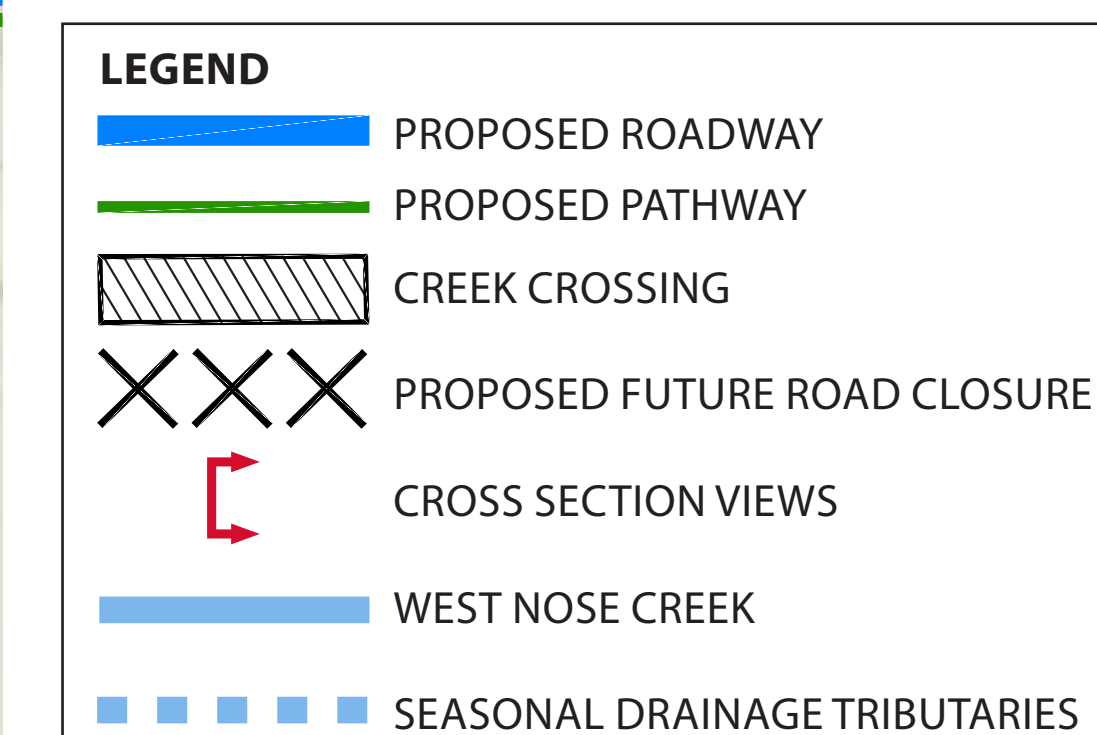 LEGEND
PROPOSED ROADWAY
PROPOSED PATHWAY
CREEK CROSSING
PROPOSED FUTURE ROAD CLOSURE
CROSS SECTION VIEWS
WEST NOSE CREEK
SEASONAL DRAINAGE TRIBUTARIES